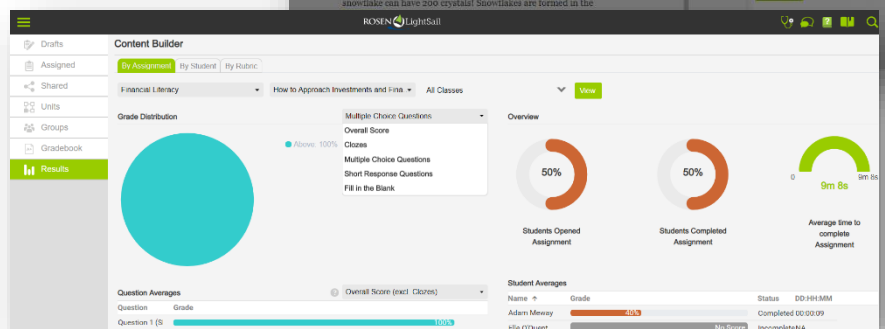 snowflake can have 200 crystals! Snowflakes are formed in the
ROSEN LightSail
Drafts
Assigned
Shared
Units
Groups
Gradebook
Results
Content Builder
By Assignment By Student By Rubric
Financial Literacy
How to Approach Investments and Fina
All Classes
View
Grade Distribution
Above: 100%
Multiple Choice Questions
Overall Score
Clozes
Multiple Choice Questions
Short Response Questions
Fill in the Blank
Overview
50%
Students Opened
Assignment
50%
Students Completed
Assignment
0
9m 8s
9m 8s
Average time to
complete
Assignment
Question Averages
? Overall Score (excl. Clozes)
Question Grade
Question 1 (S 100%
Student Averages
Name ↑ Grade Status DD:HH:MM
Adam Meway 40% Completed 00:00:09
Ella O'Quent No Score Incomplete NA